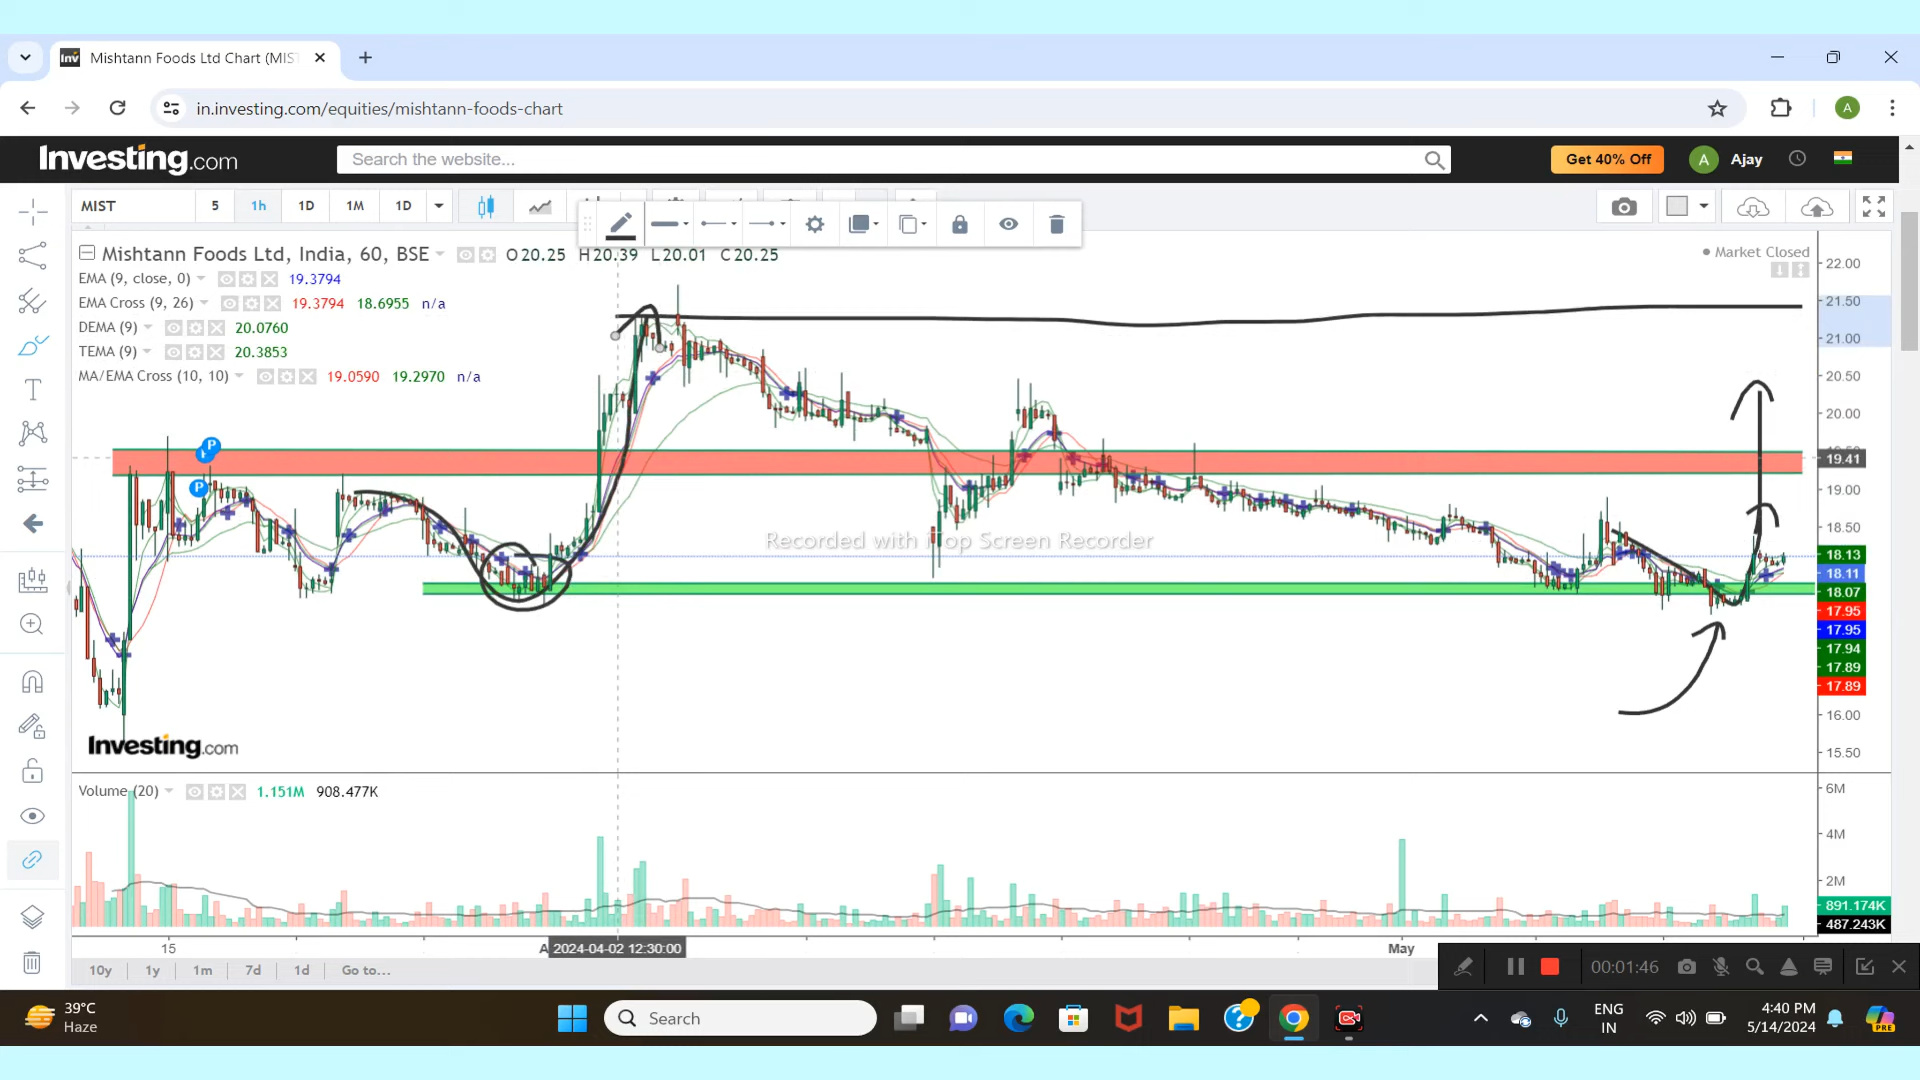 Mishtann Foods Ltd Chart (MIS
in.investing.com/equities/mishtann-foods-chart
A
Investing.com
Search the website...
Get 40% Off
A
Ajay
MIST
5
1h
1D
1M
1D
Mishtann Foods Ltd, India, 60, BSE
O 20.25 H 20.39 L 20.01 C 20.25
Market Closed
EMA (9, close, 0) 19.3794
EMA Cross (9, 26) 19.3794 18.6955 n/a
DEMA (9) 20.0760
TEMA (9) 20.3853
MA/EMA Cross (10, 10) 19.0590 19.2970 n/a
22.00
21.50
21.00
20.50
20.00
19.41
19.00
18.50
18.13
18.11
18.07
17.95
17.95
17.94
17.89
17.89
16.00
15.50
P
P
Recorded with iTop Screen Recorder
Investing.com
Volume (20) 1.151M 908.477K
6M
4M
2M
891.174K
487.243K
15
A
2024-04-02 12:30:00
May
10y
1y
1m
7d
1d
Go to...
00:01:46
39°C
Haze
Search
ENG
IN
4:40 PM
5/14/2024
PRE